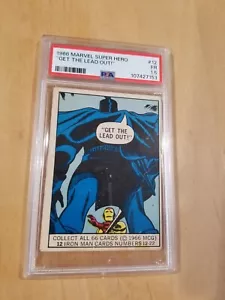 1966 MARVEL SUPER HERO #12
"GET THE LEAD OUT!" FR
1.5
PSA 107427153
"GET THE
LEAD OUT!"
COLLECT ALL 66 CARDS © 1966 MCG
12 IRON MAN CARDS NUMBERS 12-22